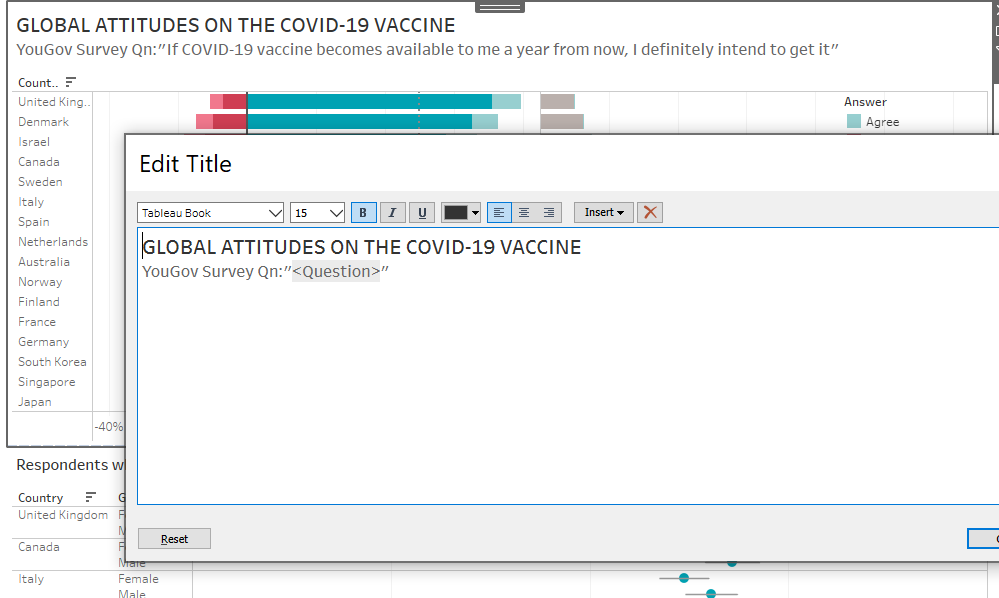 GLOBAL ATTITUDES ON THE COVID-19 VACCINE
YouGov Survey Qn:”If COVID-19 vaccine becomes available to me a year from now, I definitely intend to get it”
Count..
United King..
Denmark
Israel
Canada
Sweden
Italy
Spain
Netherlands
Australia
Norway
Finland
France
Germany
South Korea
Singapore
Japan
-40%
Answer
Agree
Edit Title
Tableau Book
15
B I U
Insert
GLOBAL ATTITUDES ON THE COVID-19 VACCINE
YouGov Survey Qn:”<Question>”
Reset
Respondents w
Country G
United Kingdom F
M
Canada F
Male
Italy Female
Male